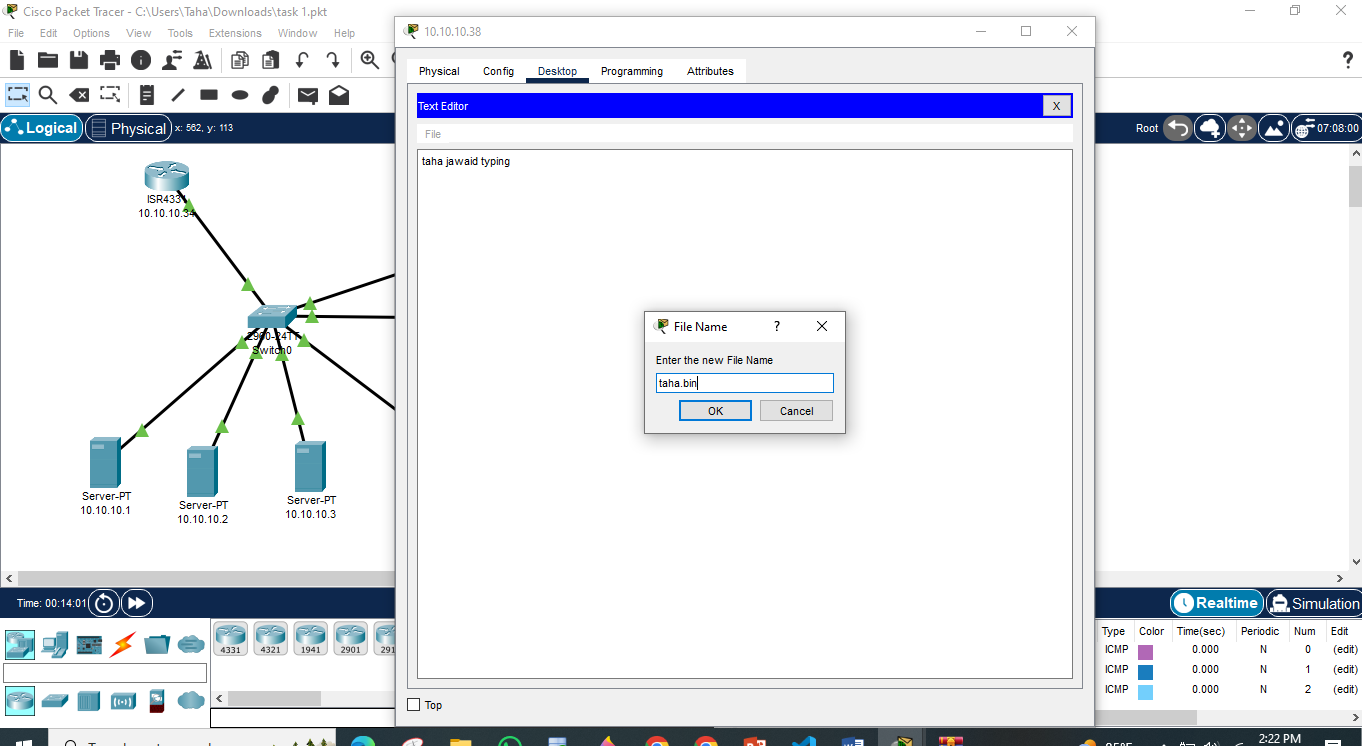 Cisco Packet Tracer - C:\Users\Taha\Downloads\task 1.pkt
File Edit Options View Tools Extensions Window Help
Logical Physical x: 562, y: 113
Root 07:08:00
ISR4331
10.10.10.34
2960-24TT
Switch0
Server-PT
10.10.10.1
Server-PT
10.10.10.2
Server-PT
10.10.10.3
10.10.10.38
Physical Config Desktop Programming Attributes
Text Editor X
File
taha jawaid typing
File Name ?
Enter the new File Name
taha.bin
OK Cancel
Top
Time: 00:14:01
Realtime Simulation
4331 4321 1941 2901 291
Type Color Time(sec) Periodic Num Edit
ICMP 0.000 N 0 (edit)
ICMP 0.000 N 1 (edit)
ICMP 0.000 N 2 (edit)
2:22 PM